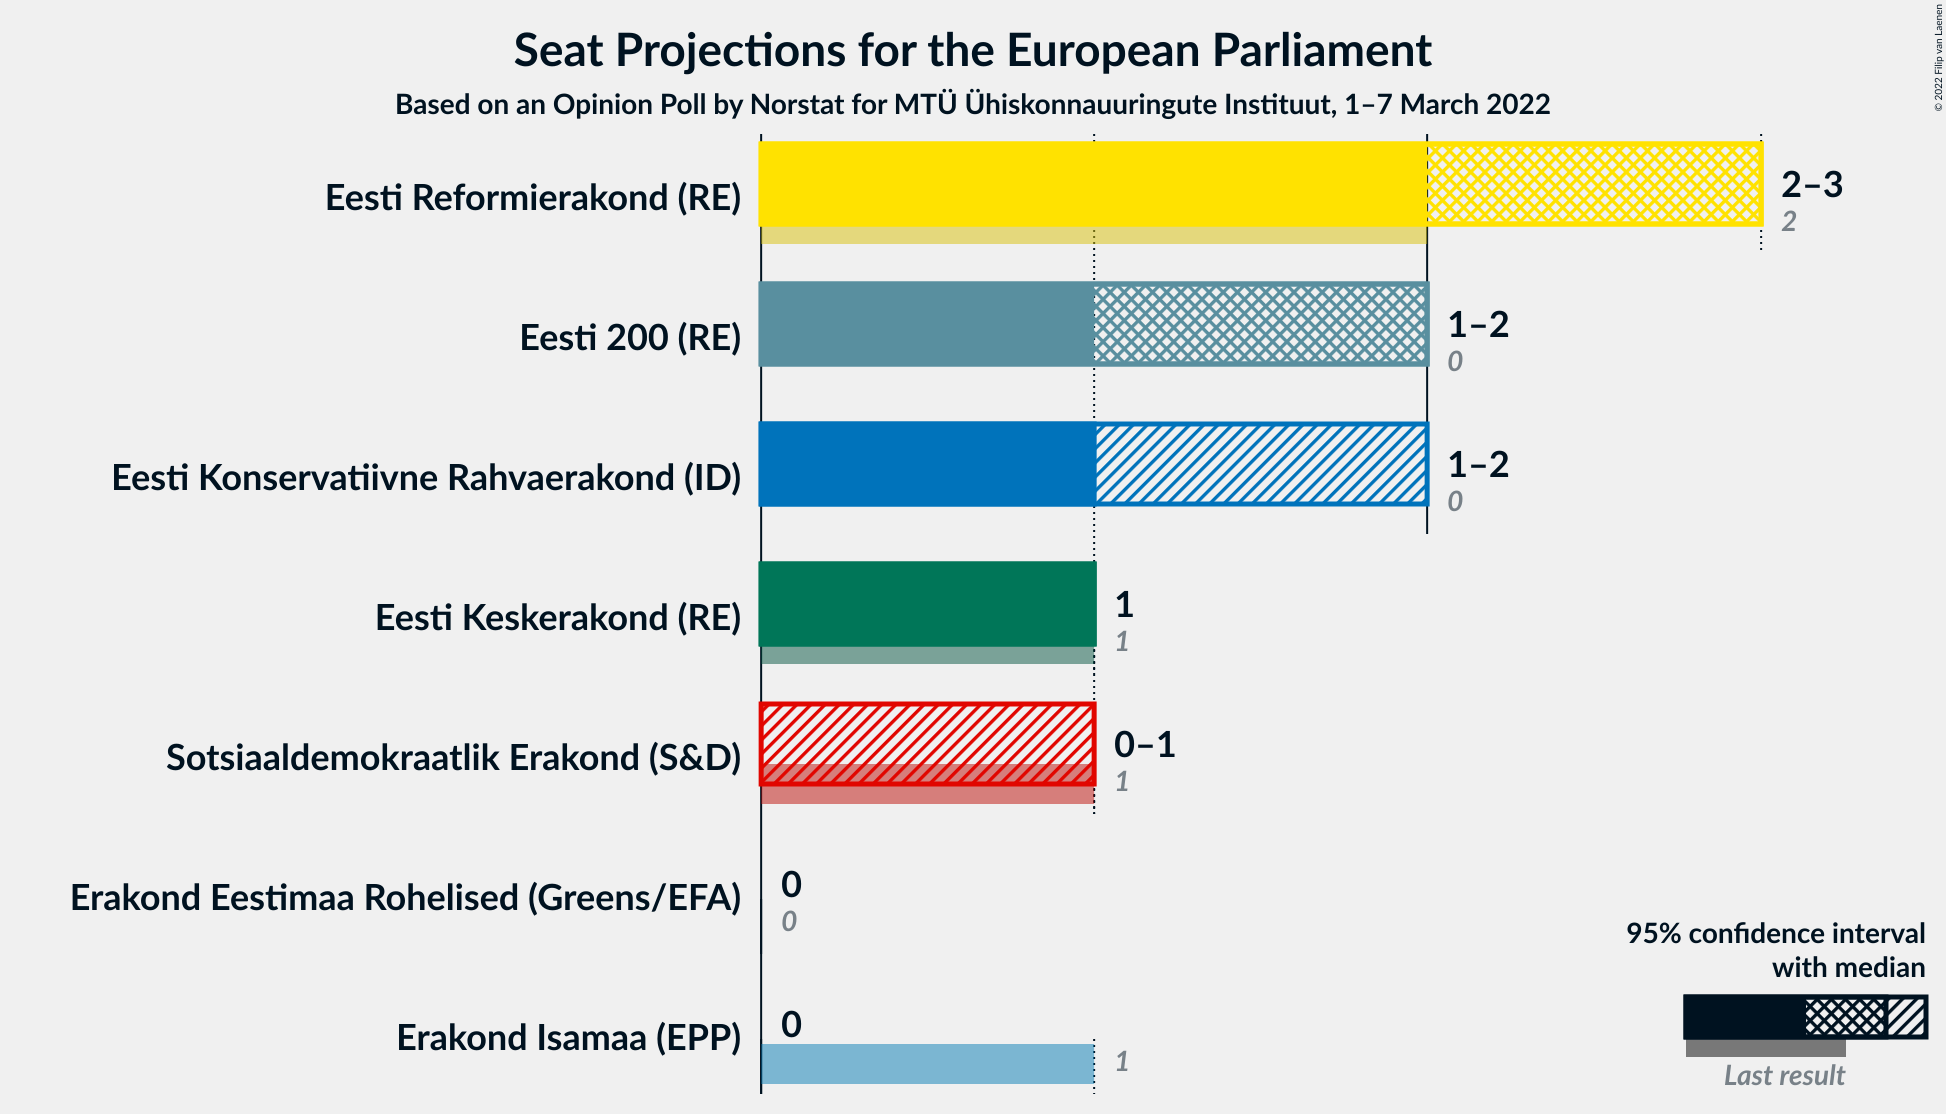 Seat Projections for the European Parliament
Based on an Opinion Poll by Norstat for MTÜ Ühiskonnauuringute Instituut, 1–7 March 2022
© 2022 Filip van Laenen
Eesti Reformierakond (RE)
2–3
2
Eesti 200 (RE)
1–2
0
Eesti Konservatiivne Rahvaerakond (ID)
1–2
0
Eesti Keskerakond (RE)
1
1
Sotsiaaldemokraatlik Erakond (S&D)
0–1
1
Erakond Eestimaa Rohelised (Greens/EFA)
0
0
Erakond Isamaa (EPP)
0
1
95% confidence interval
with median
Last result